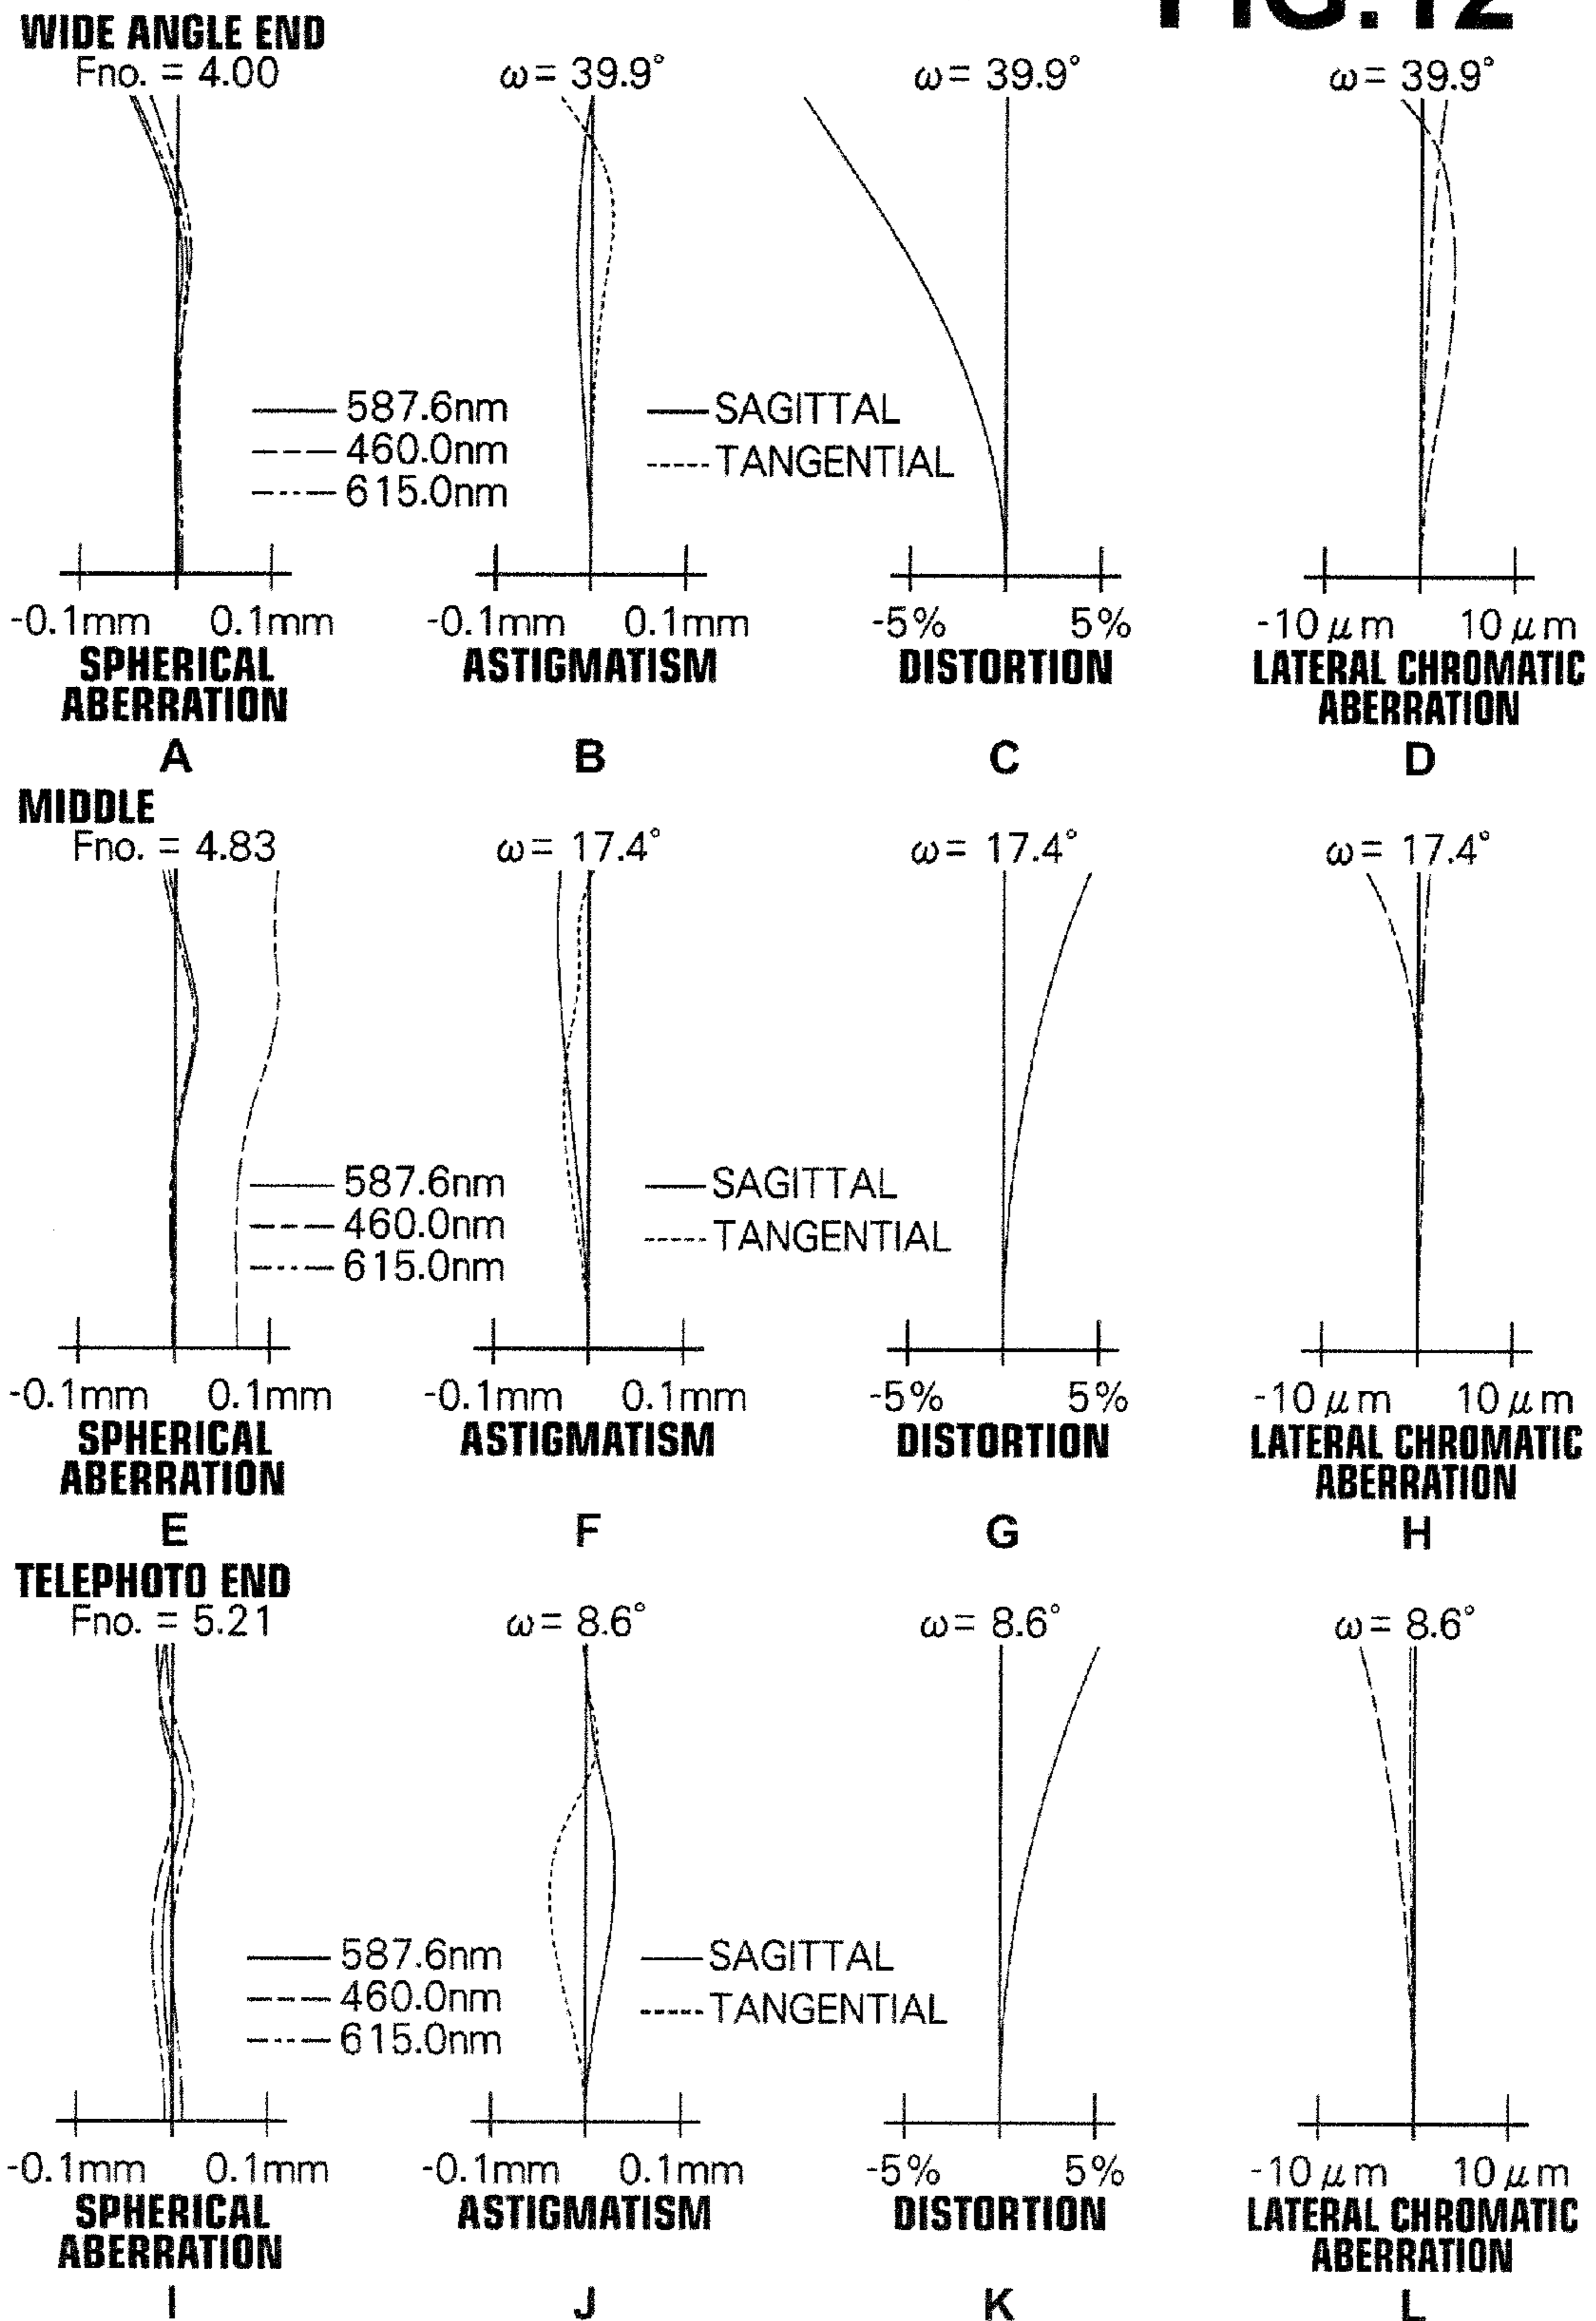 FIG.12
WIDE ANGLE END
Fno. = 4.00
ω= 39.9°
ω= 39.9°
ω= 39.9°
587.6nm
460.0nm
615.0nm
SAGITTAL
TANGENTIAL
-0.1mm 0.1mm
-0.1mm 0.1mm
-5% 5%
-10μm 10μm
SPHERICAL
ABERRATION
ASTIGMATISM
DISTORTION
LATERAL CHROMATIC
ABERRATION
A
B
C
D
MIDDLE
Fno. = 4.83
ω= 17.4°
ω= 17.4°
ω= 17.4°
587.6nm
460.0nm
615.0nm
SAGITTAL
TANGENTIAL
-0.1mm 0.1mm
-0.1mm 0.1mm
-5% 5%
-10μm 10μm
SPHERICAL
ABERRATION
ASTIGMATISM
DISTORTION
LATERAL CHROMATIC
ABERRATION
E
F
G
H
TELEPHOTO END
Fno. = 5.21
ω= 8.6°
ω= 8.6°
ω= 8.6°
587.6nm
460.0nm
615.0nm
SAGITTAL
TANGENTIAL
-0.1mm 0.1mm
-0.1mm 0.1mm
-5% 5%
-10μm 10μm
SPHERICAL
ABERRATION
ASTIGMATISM
DISTORTION
LATERAL CHROMATIC
ABERRATION
I
J
K
L